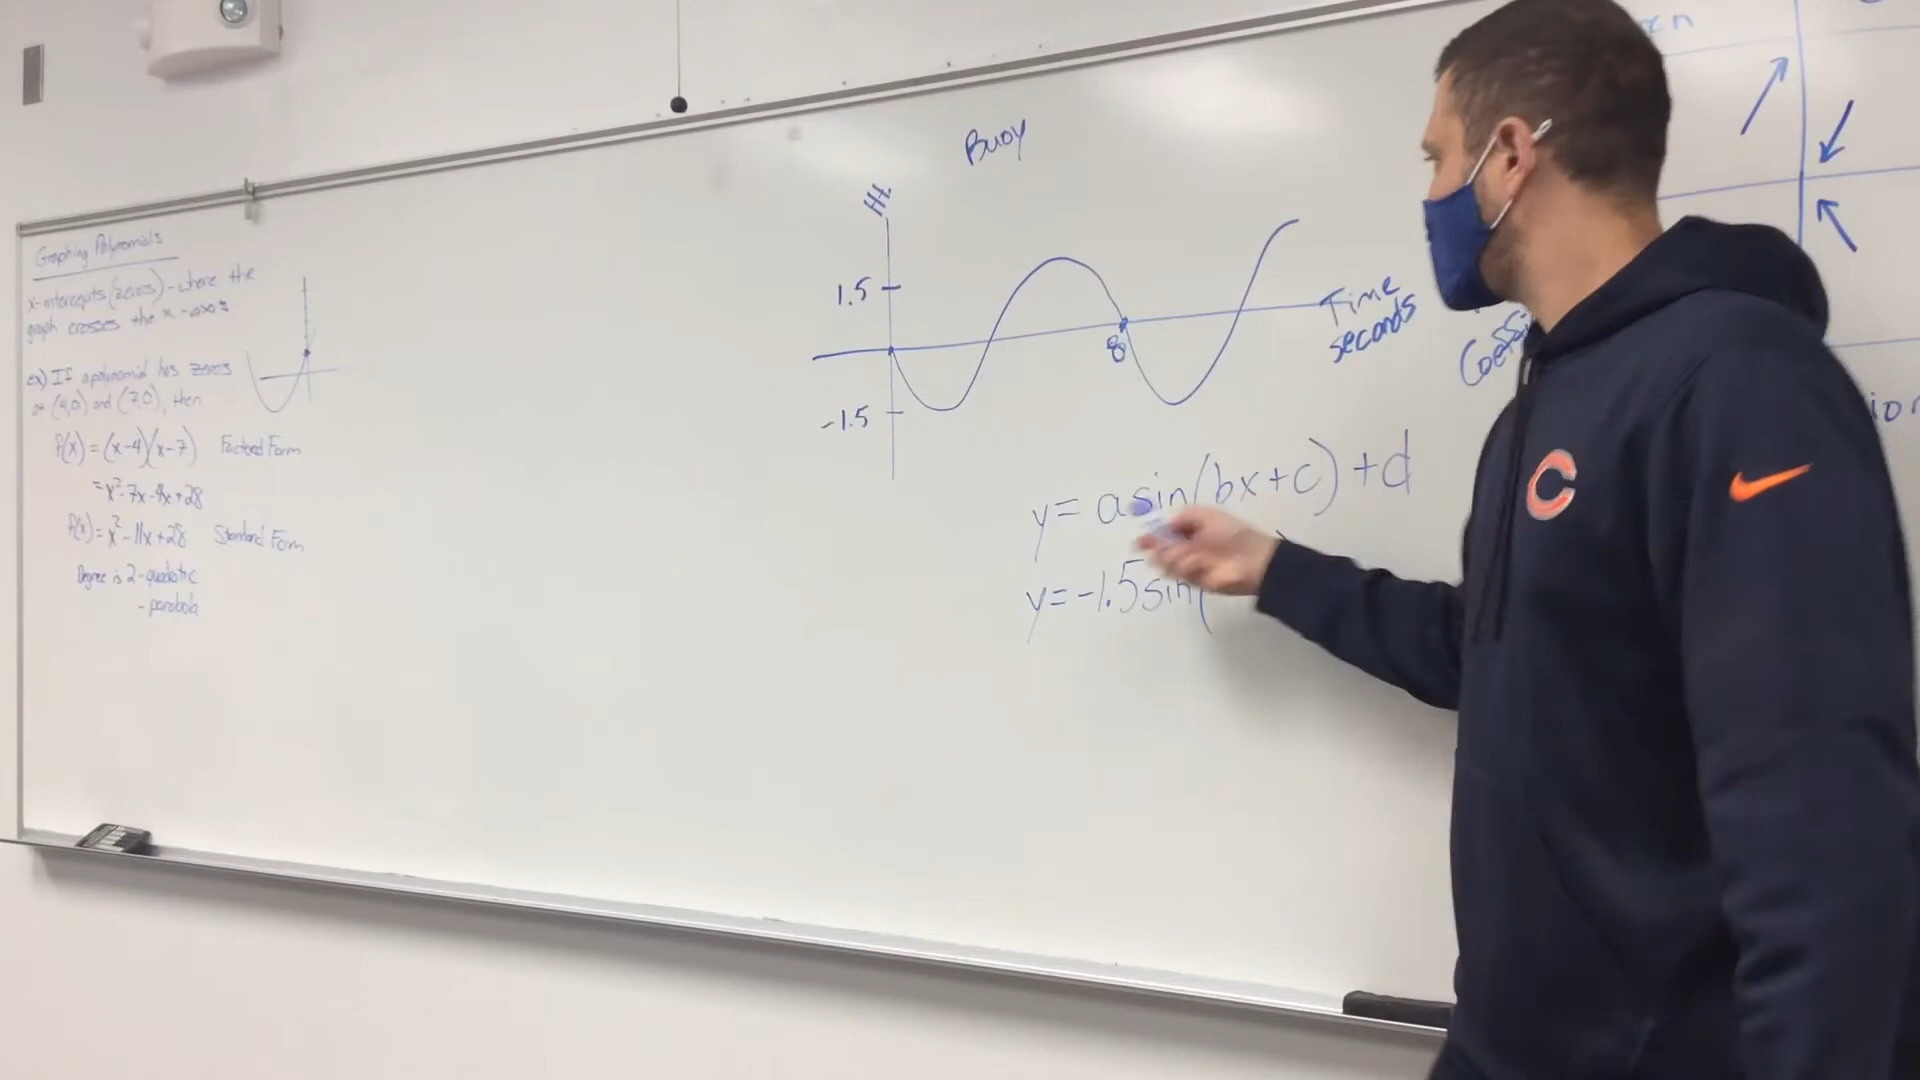 Graphing Polynomials
x-intercepts (zeroes) - where the
graph crosses the x-axis
ex) If a polynomial has zeroes
at (4,0) and (7,0), then
f(x) = (x-4)(x-7) Factored Form
= x²-7x-4x+28
f(x) = x²-11x+28 Standard Form
Degree is 2-quadratic
- parabola
Buoy
Ht.
1.5
-1.5
8
Time
seconds
y = a sin(bx+c) + d
y = -1.5 sin(
C